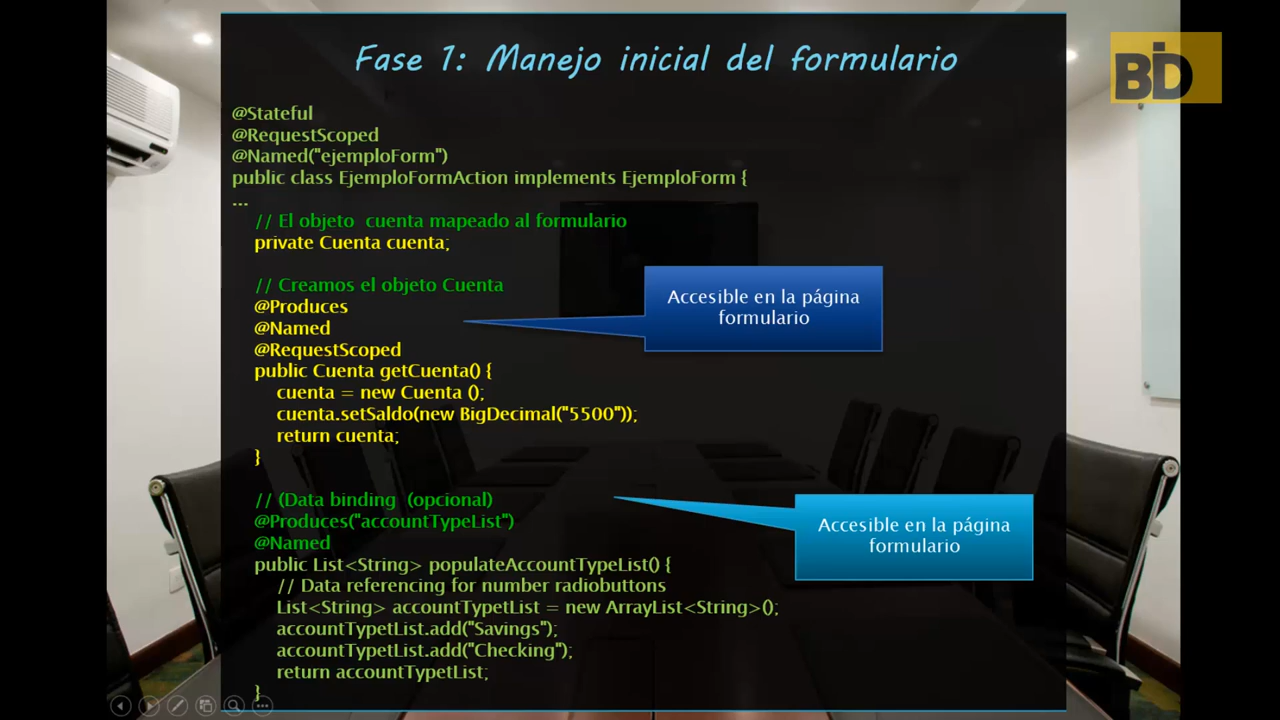 Fase 1: Manejo inicial del formulario
BID
@Stateful
@RequestScoped
@Named("ejemploForm")
public class EjemploFormAction implements EjemploForm {
...
// El objeto cuenta mapeado al formulario
private Cuenta cuenta;
// Creamos el objeto Cuenta
@Produces
@Named
@RequestScoped
public Cuenta getCuenta() {
cuenta = new Cuenta ();
cuenta.setSaldo(new BigDecimal("5500"));
return cuenta;
}
Accesible en la página
formulario
// (Data binding (opcional)
@Produces("accountTypeList")
@Named
public List<String> populateAccountTypeList() {
// Data referencing for number radiobuttons
List<String> accountTypetList = new ArrayList<String>();
accountTypetList.add("Savings");
accountTypetList.add("Checking");
return accountTypetList;
}
Accesible en la página
formulario